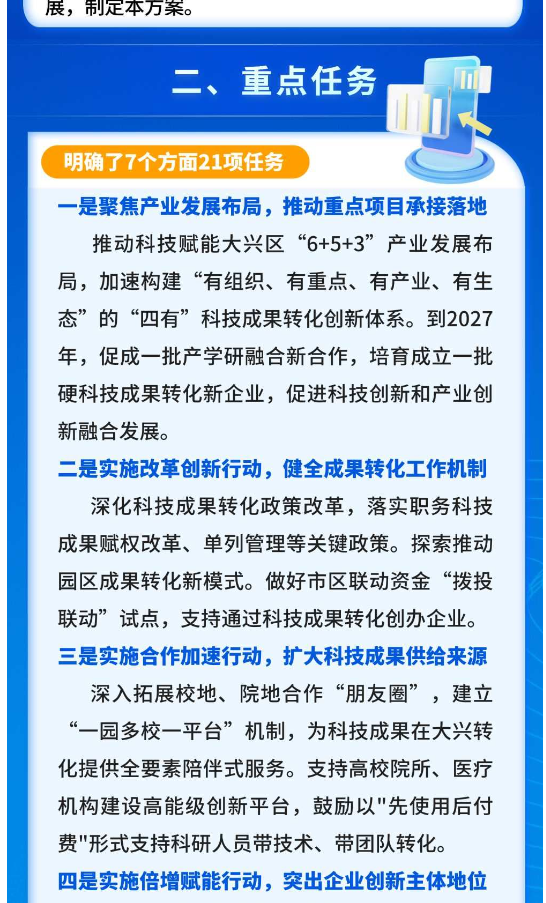 展，制定本方案。
二、重点任务
明确了7个方面21项任务
一是聚焦产业发展布局，推动重点项目承接落地
推动科技赋能大兴区“6+5+3”产业发展布
局，加速构建“有组织、有重点、有产业、有生
态”的“四有”科技成果转化创新体系。到2027
年，促成一批产学研融合新合作，培育成立一批
硬科技成果转化新企业，促进科技创新和产业创
新融合发展。
二是实施改革创新行动，健全成果转化工作机制
深化科技成果转化政策改革，落实职务科技
成果赋权改革、单列管理等关键政策。探索推动
园区成果转化新模式。做好市区联动资金“拨投
联动”试点，支持通过科技成果转化创办企业。
三是实施合作加速行动，扩大科技成果供给来源
深入拓展校地、院地合作“朋友圈”，建立
“一园多校一平台”机制，为科技成果在大兴转
化提供全要素陪伴式服务。支持高校院所、医疗
机构建设高能级创新平台，鼓励以"先使用后付
费"形式支持科研人员带技术、带团队转化。
四是实施倍增赋能行动，突出企业创新主体地位